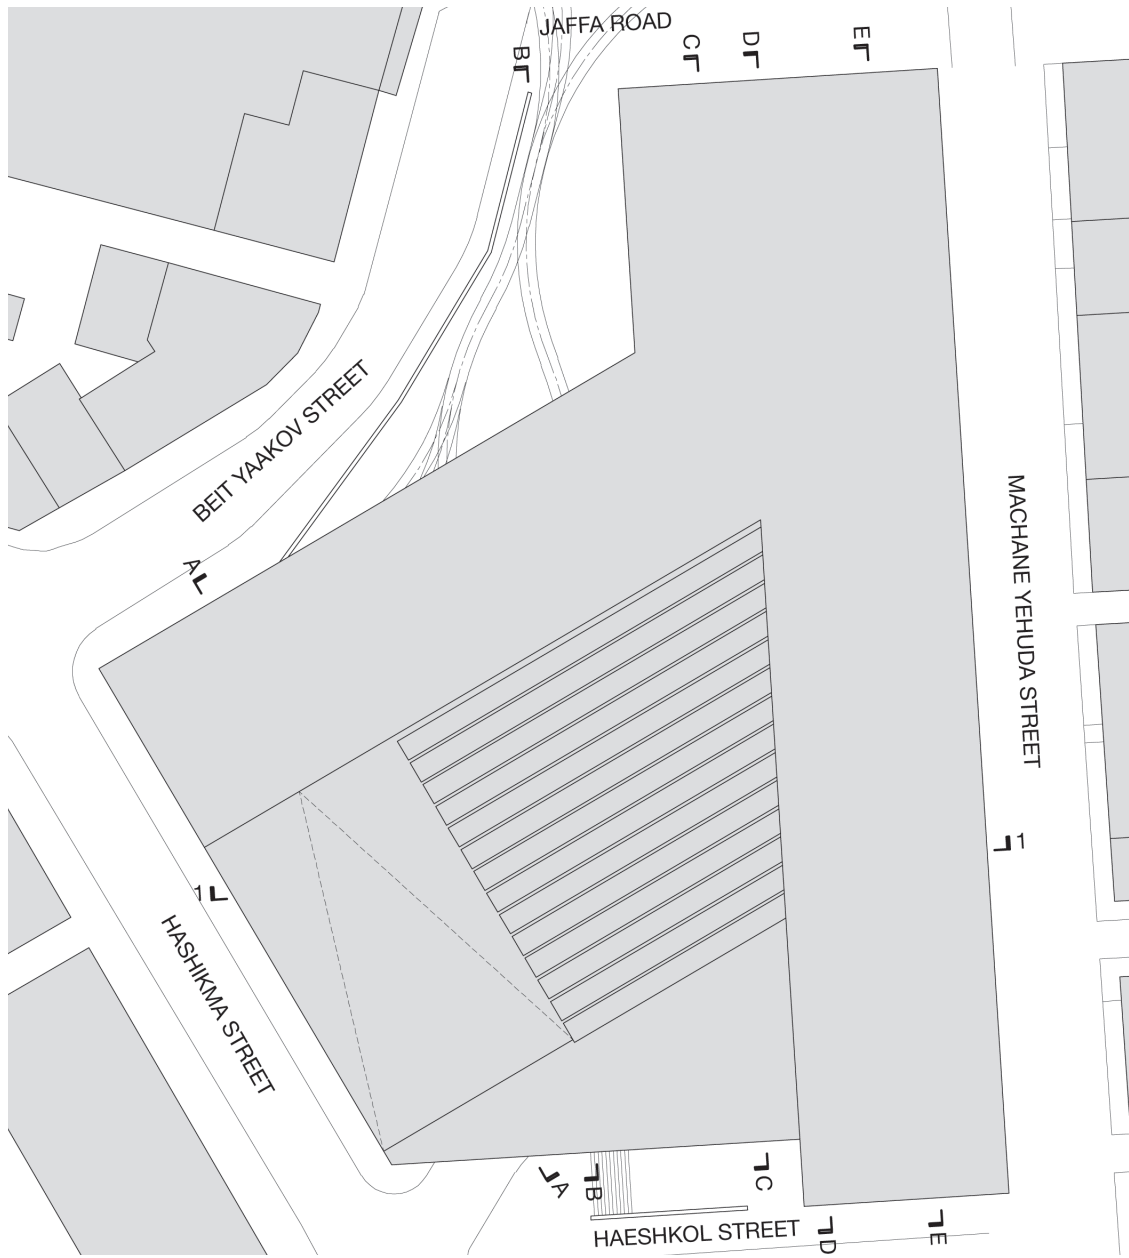 JAFFA ROAD
B
C
D
E
BEIT YAAKOV STREET
A
MACHANE YEHUDA STREET
1
1
HASHIKMA STREET
A
B
C
HAESHKOL STREET
D
E